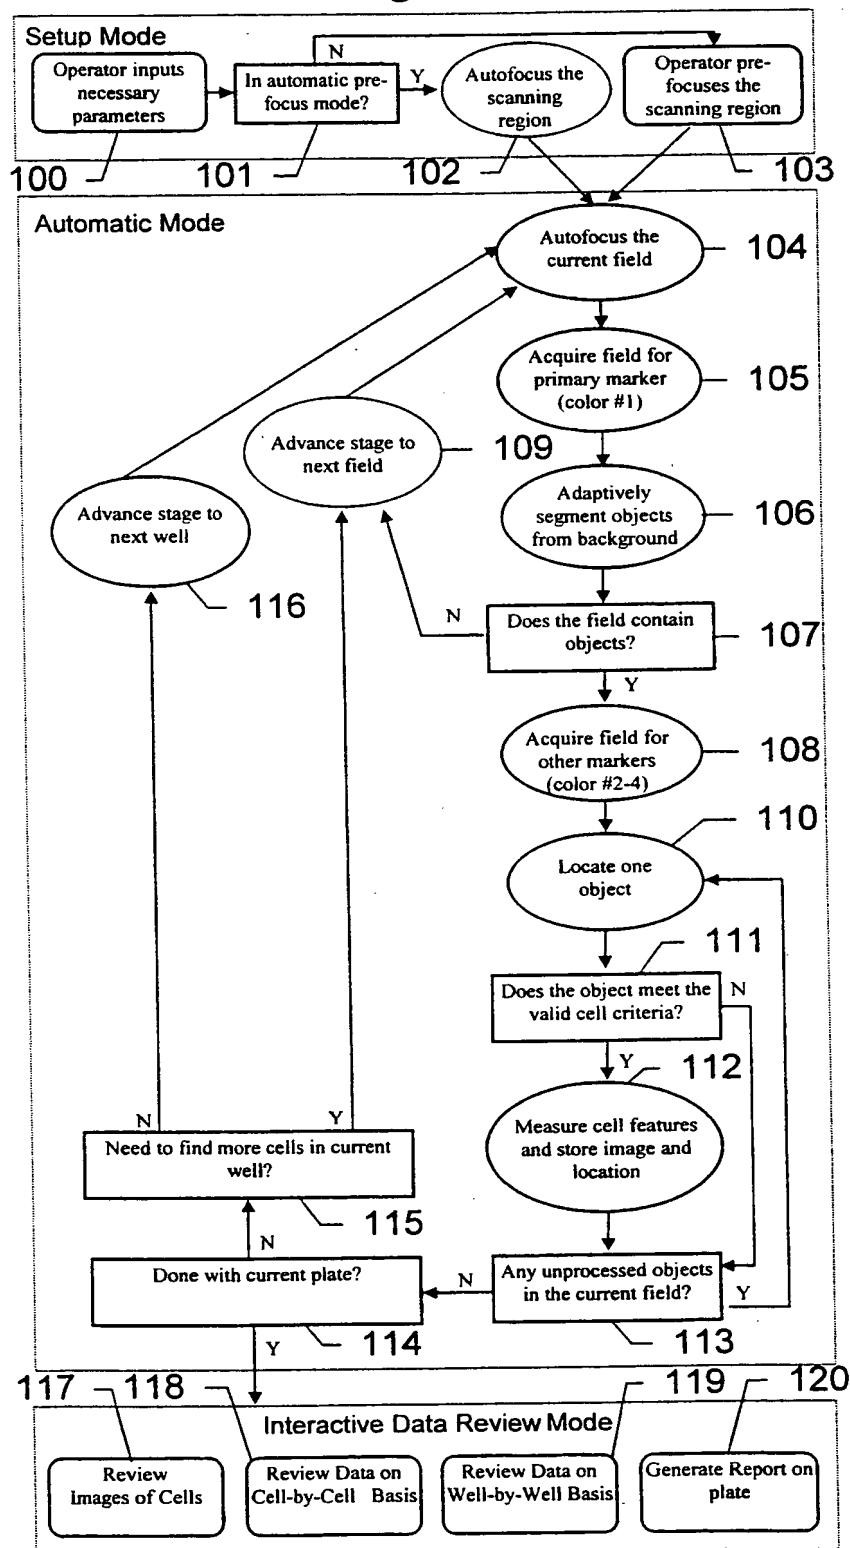 Setup Mode
Operator inputs
necessary
parameters
In automatic pre-
focus mode?
N
Y
Autofocus the
scanning
region
Operator pre-
focuses the
scanning region
100
101
102
103
Automatic Mode
Autofocus the
current field
104
Acquire field for
primary marker
(color #1)
105
Advance stage to
next field
109
Adaptively
segment objects
from background
106
Advance stage to
next well
116
Does the field contain
objects?
107
N
Y
Acquire field for
other markers
(color #2-4)
108
110
Locate one
object
111
Does the object meet the
valid cell criteria?
N
Y
112
Measure cell features
and store image and
location
N
Y
Need to find more cells in current
well?
115
N
Done with current plate?
114
Y
N
Any unprocessed objects
in the current field?
Y
113
117
118
119
120
Interactive Data Review Mode
Review
Images of Cells
Review Data on
Cell-by-Cell Basis
Review Data on
Well-by-Well Basis
Generate Report on
plate